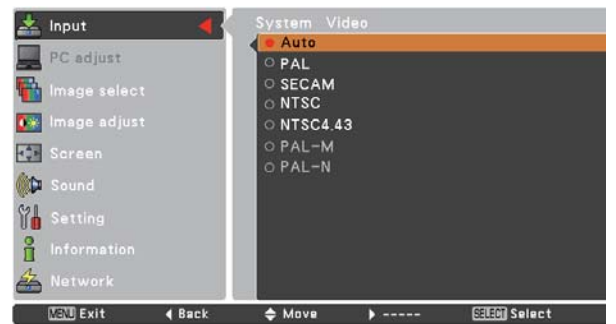 Input
PC adjust
Image select
Image adjust
Screen
Sound
Setting
Information
Network
System Video
Auto
PAL
SECAM
NTSC
NTSC4.43
PAL-M
PAL-N
MENU Exit Back Move ----- SELECT Select